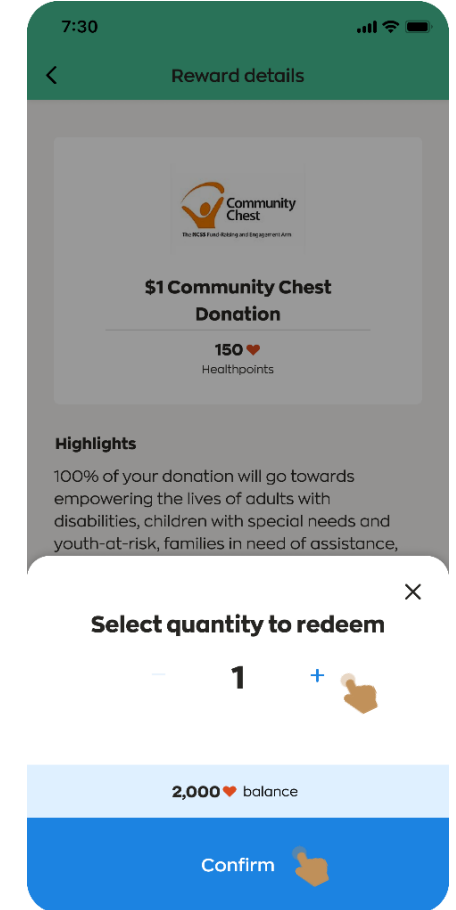 7:30
Reward details
Community
Chest
The NCSS Fund-Raising and Engagement Arm
$1 Community Chest
Donation
150
Healthpoints
Highlights
100% of your donation will go towards
empowering the lives of adults with
disabilities, children with special needs and
youth-at-risk, families in need of assistance,
Select quantity to redeem
− 1 +
2,000 balance
Confirm